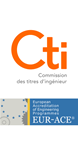 Cti
Commission
des titres d'ingénieur
European
Accreditation of
Engineering
Programmes
EUR-ACE®